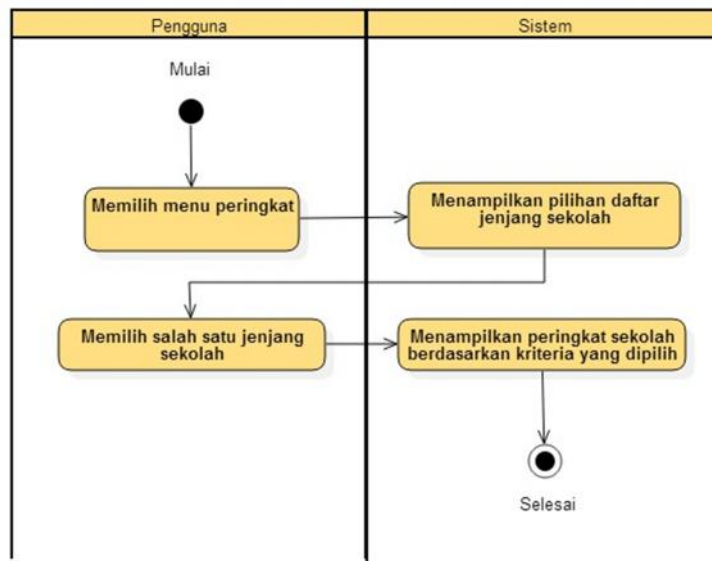 Pengguna
Sistem
Mulai
Memilih menu peringkat
Menampilkan pilihan daftar
jenjang sekolah
Memilih salah satu jenjang
sekolah
Menampilkan peringkat sekolah
berdasarkan kriteria yang dipilih
Selesai